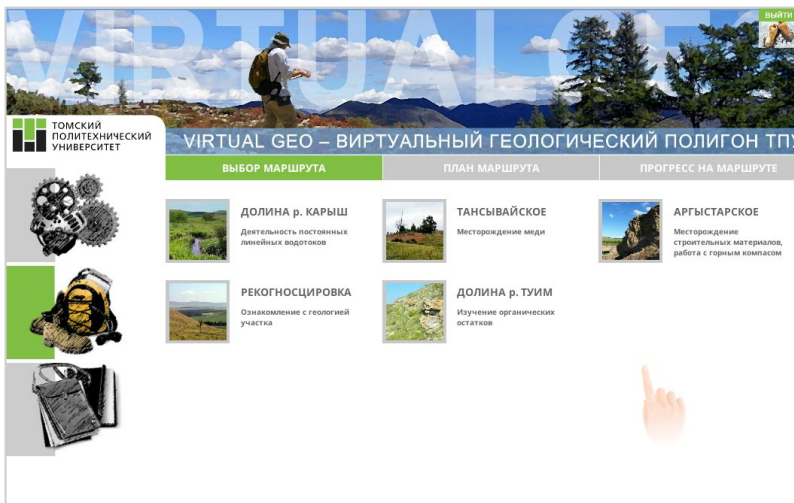 VIRTUAL GEO
ВЫЙТИ
ТОМСКИЙ
ПОЛИТЕХНИЧЕСКИЙ
УНИВЕРСИТЕТ
VIRTUAL GEO – ВИРТУАЛЬНЫЙ ГЕОЛОГИЧЕСКИЙ ПОЛИГОН ТПУ
ВЫБОР МАРШРУТА
ПЛАН МАРШРУТА
ПРОГРЕСС НА МАРШРУТЕ
ДОЛИНА р. КАРЫШ
Деятельность постоянных
линейных водотоков
ТАНСЫВАЙСКОЕ
Месторождение меди
АРГЫСТАРСКОЕ
Месторождение
строительных материалов,
работа с горным компасом
РЕКОГНОСЦИРОВКА
Ознакомление с геологией
участка
ДОЛИНА р. ТУИМ
Изучение органических
остатков